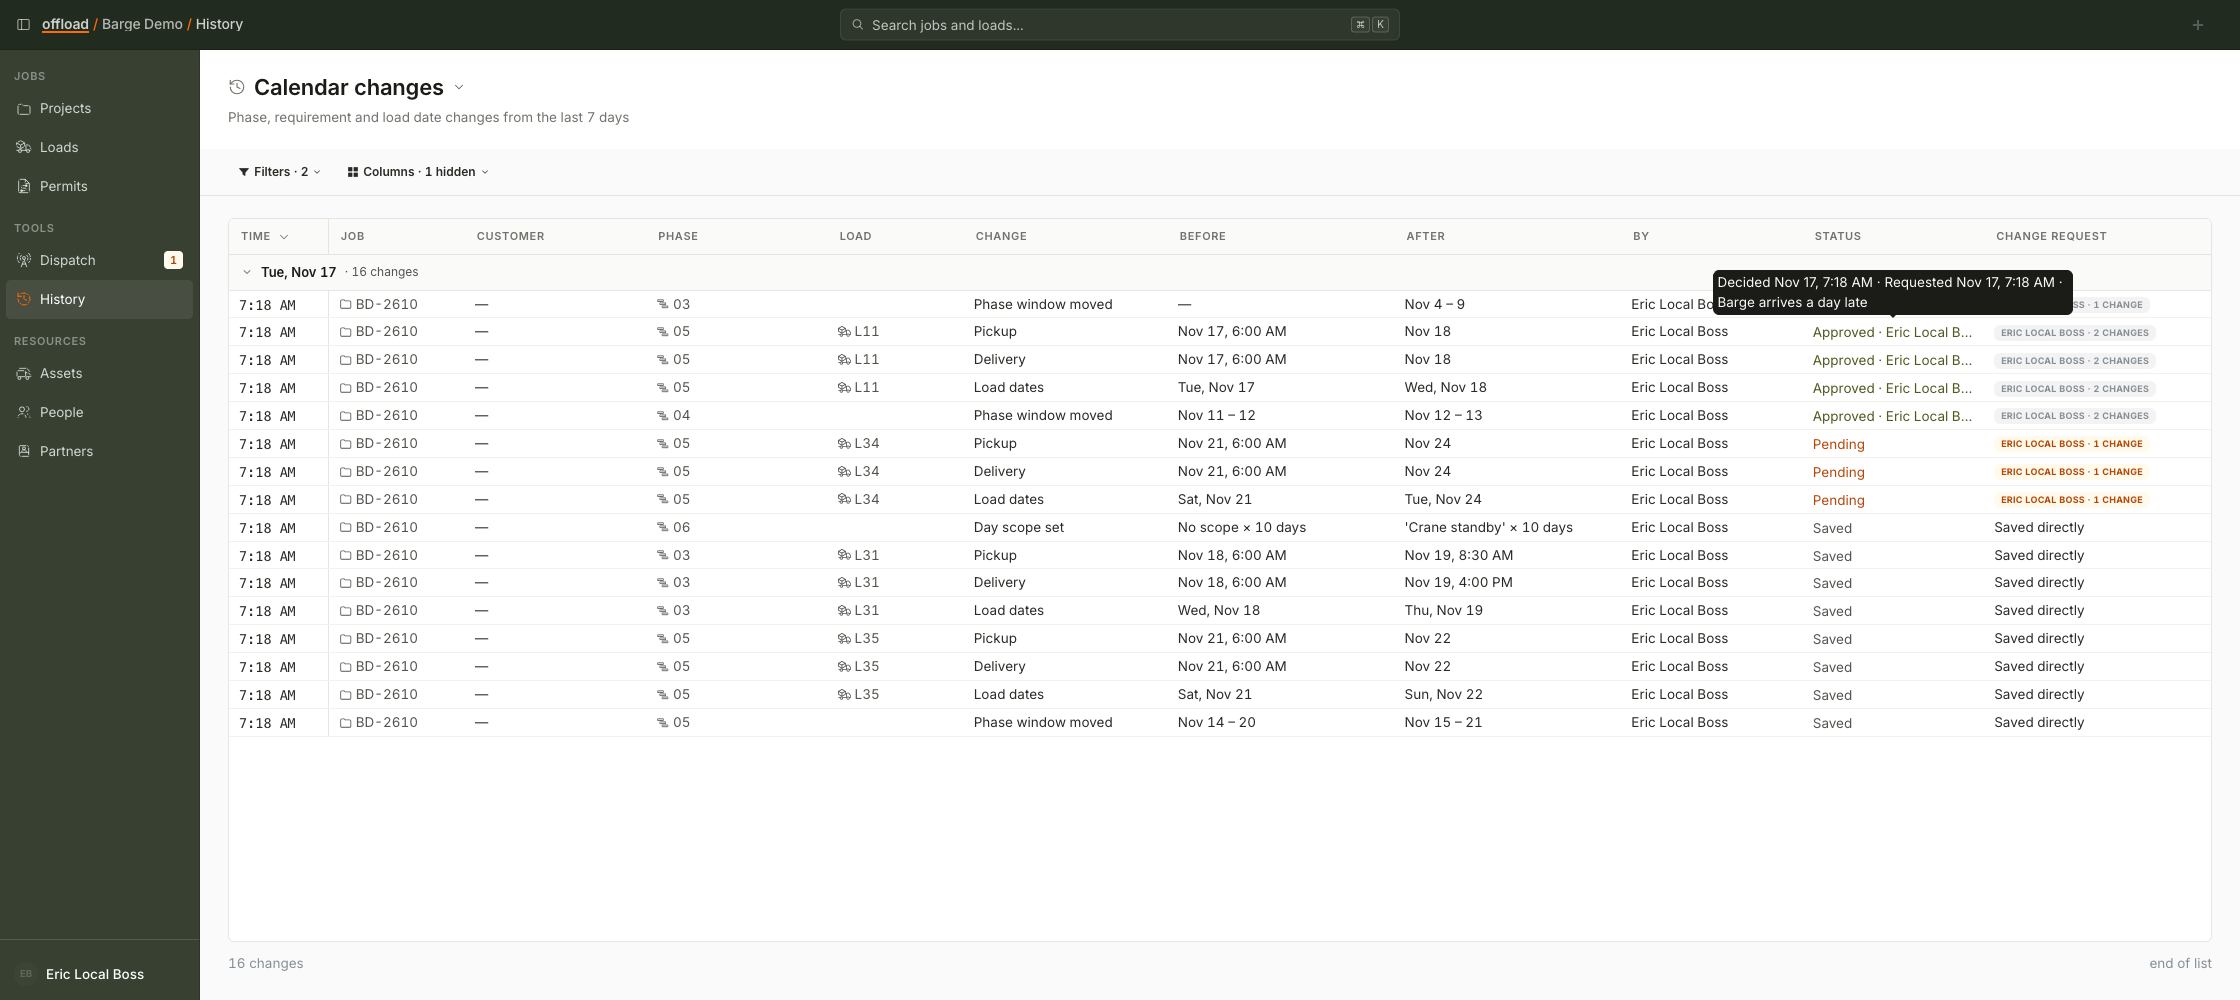 offload / Barge Demo / History
Search jobs and loads... ⌘ K
JOBS
Projects
Loads
Permits
TOOLS
Dispatch 1
History
RESOURCES
Assets
People
Partners
EB Eric Local Boss
Calendar changes
Phase, requirement and load date changes from the last 7 days
Filters · 2
Columns · 1 hidden
TIME JOB CUSTOMER PHASE LOAD CHANGE BEFORE AFTER BY STATUS CHANGE REQUEST
Tue, Nov 17 · 16 changes
Decided Nov 17, 7:18 AM · Requested Nov 17, 7:18 AM ·
Barge arrives a day late
7:18 AM BD-2610 — 03 Phase window moved — Nov 4 – 9 Eric Local Bo SS · 1 CHANGE
7:18 AM BD-2610 — 05 L11 Pickup Nov 17, 6:00 AM Nov 18 Eric Local Boss Approved · Eric Local B... ERIC LOCAL BOSS · 2 CHANGES
7:18 AM BD-2610 — 05 L11 Delivery Nov 17, 6:00 AM Nov 18 Eric Local Boss Approved · Eric Local B... ERIC LOCAL BOSS · 2 CHANGES
7:18 AM BD-2610 — 05 L11 Load dates Tue, Nov 17 Wed, Nov 18 Eric Local Boss Approved · Eric Local B... ERIC LOCAL BOSS · 2 CHANGES
7:18 AM BD-2610 — 04 Phase window moved Nov 11 – 12 Nov 12 – 13 Eric Local Boss Approved · Eric Local B... ERIC LOCAL BOSS · 2 CHANGES
7:18 AM BD-2610 — 05 L34 Pickup Nov 21, 6:00 AM Nov 24 Eric Local Boss Pending ERIC LOCAL BOSS · 1 CHANGE
7:18 AM BD-2610 — 05 L34 Delivery Nov 21, 6:00 AM Nov 24 Eric Local Boss Pending ERIC LOCAL BOSS · 1 CHANGE
7:18 AM BD-2610 — 05 L34 Load dates Sat, Nov 21 Tue, Nov 24 Eric Local Boss Pending ERIC LOCAL BOSS · 1 CHANGE
7:18 AM BD-2610 — 06 Day scope set No scope × 10 days 'Crane standby' × 10 days Eric Local Boss Saved Saved directly
7:18 AM BD-2610 — 03 L31 Pickup Nov 18, 6:00 AM Nov 19, 8:30 AM Eric Local Boss Saved Saved directly
7:18 AM BD-2610 — 03 L31 Delivery Nov 18, 6:00 AM Nov 19, 4:00 PM Eric Local Boss Saved Saved directly
7:18 AM BD-2610 — 03 L31 Load dates Wed, Nov 18 Thu, Nov 19 Eric Local Boss Saved Saved directly
7:18 AM BD-2610 — 05 L35 Pickup Nov 21, 6:00 AM Nov 22 Eric Local Boss Saved Saved directly
7:18 AM BD-2610 — 05 L35 Delivery Nov 21, 6:00 AM Nov 22 Eric Local Boss Saved Saved directly
7:18 AM BD-2610 — 05 L35 Load dates Sat, Nov 21 Sun, Nov 22 Eric Local Boss Saved Saved directly
7:18 AM BD-2610 — 05 Phase window moved Nov 14 – 20 Nov 15 – 21 Eric Local Boss Saved Saved directly
16 changes
end of list